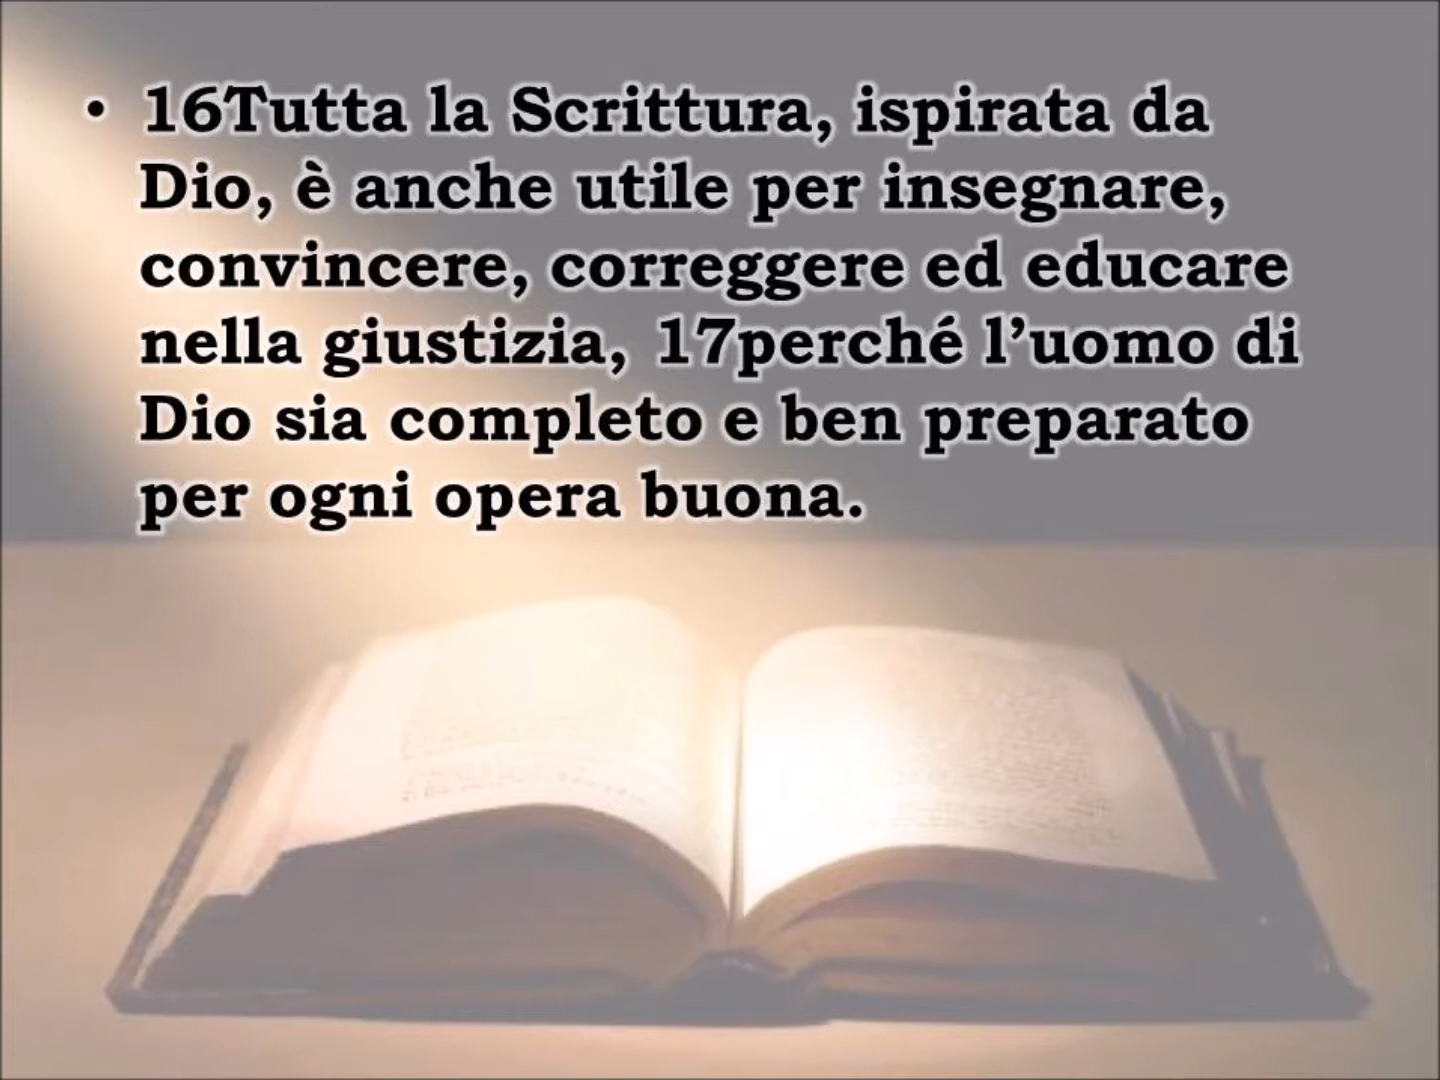 • 16Tutta la Scrittura, ispirata da
Dio, è anche utile per insegnare,
convincere, correggere ed educare
nella giustizia, 17perché l’uomo di
Dio sia completo e ben preparato
per ogni opera buona.